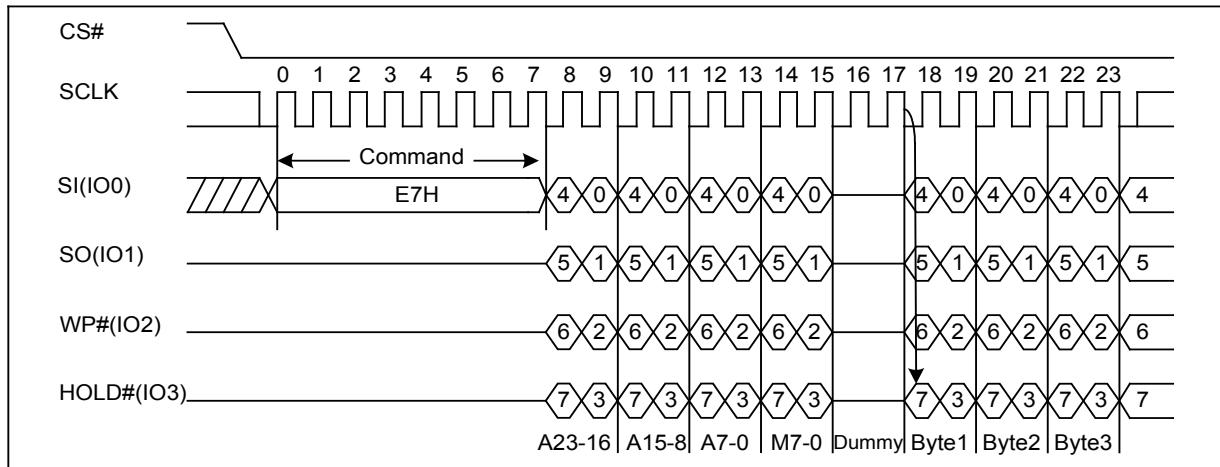 CS#
0 1 2 3 4 5 6 7 8 9 10 11 12 13 14 15 16 17 18 19 20 21 22 23
SCLK
Command
SI(IO0) E7H 4 0 4 0 4 0 4 0 4 0 4 0 4 0 4
SO(IO1) 5 1 5 1 5 1 5 1 5 1 5 1 5 1 5
WP#(IO2) 6 2 6 2 6 2 6 2 6 2 6 2 6 2 6
HOLD#(IO3) 7 3 7 3 7 3 7 3 7 3 7 3 7 3 7
A23-16 A15-8 A7-0 M7-0 Dummy Byte1 Byte2 Byte3